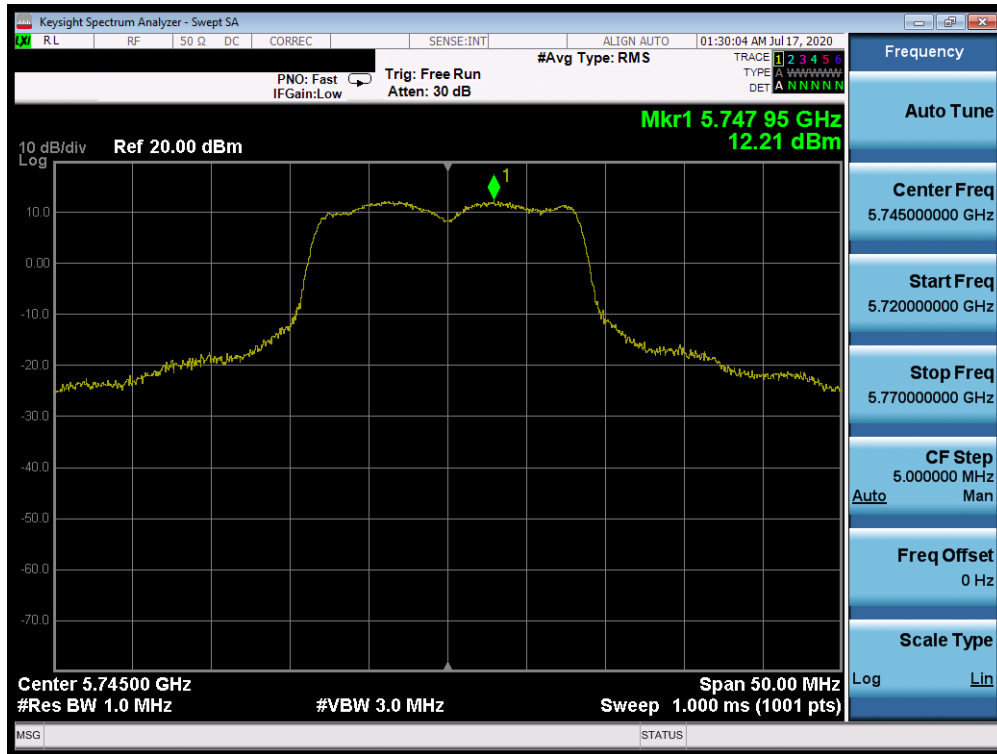 Keysight Spectrum Analyzer - Swept SA
LXI RL RF 50 Ω DC CORREC SENSE:INT ALIGN AUTO 01:30:04 AM Jul 17, 2020
#Avg Type: RMS TRACE 1 2 3 4 5 6
PNO: Fast Trig: Free Run TYPE A WWWWW
IFGain:Low Atten: 30 dB DET A N N N N N
Frequency
Mkr1 5.747 95 GHz
12.21 dBm
10 dB/div Ref 20.00 dBm
Log
1
10.0
0.00
-10.0
-20.0
-30.0
-40.0
-50.0
-60.0
-70.0
Center 5.74500 GHz Span 50.00 MHz
#Res BW 1.0 MHz #VBW 3.0 MHz Sweep 1.000 ms (1001 pts)
MSG STATUS
Auto Tune
Center Freq
5.745000000 GHz
Start Freq
5.720000000 GHz
Stop Freq
5.770000000 GHz
CF Step
5.000000 MHz
Auto Man
Freq Offset
0 Hz
Scale Type
Log Lin